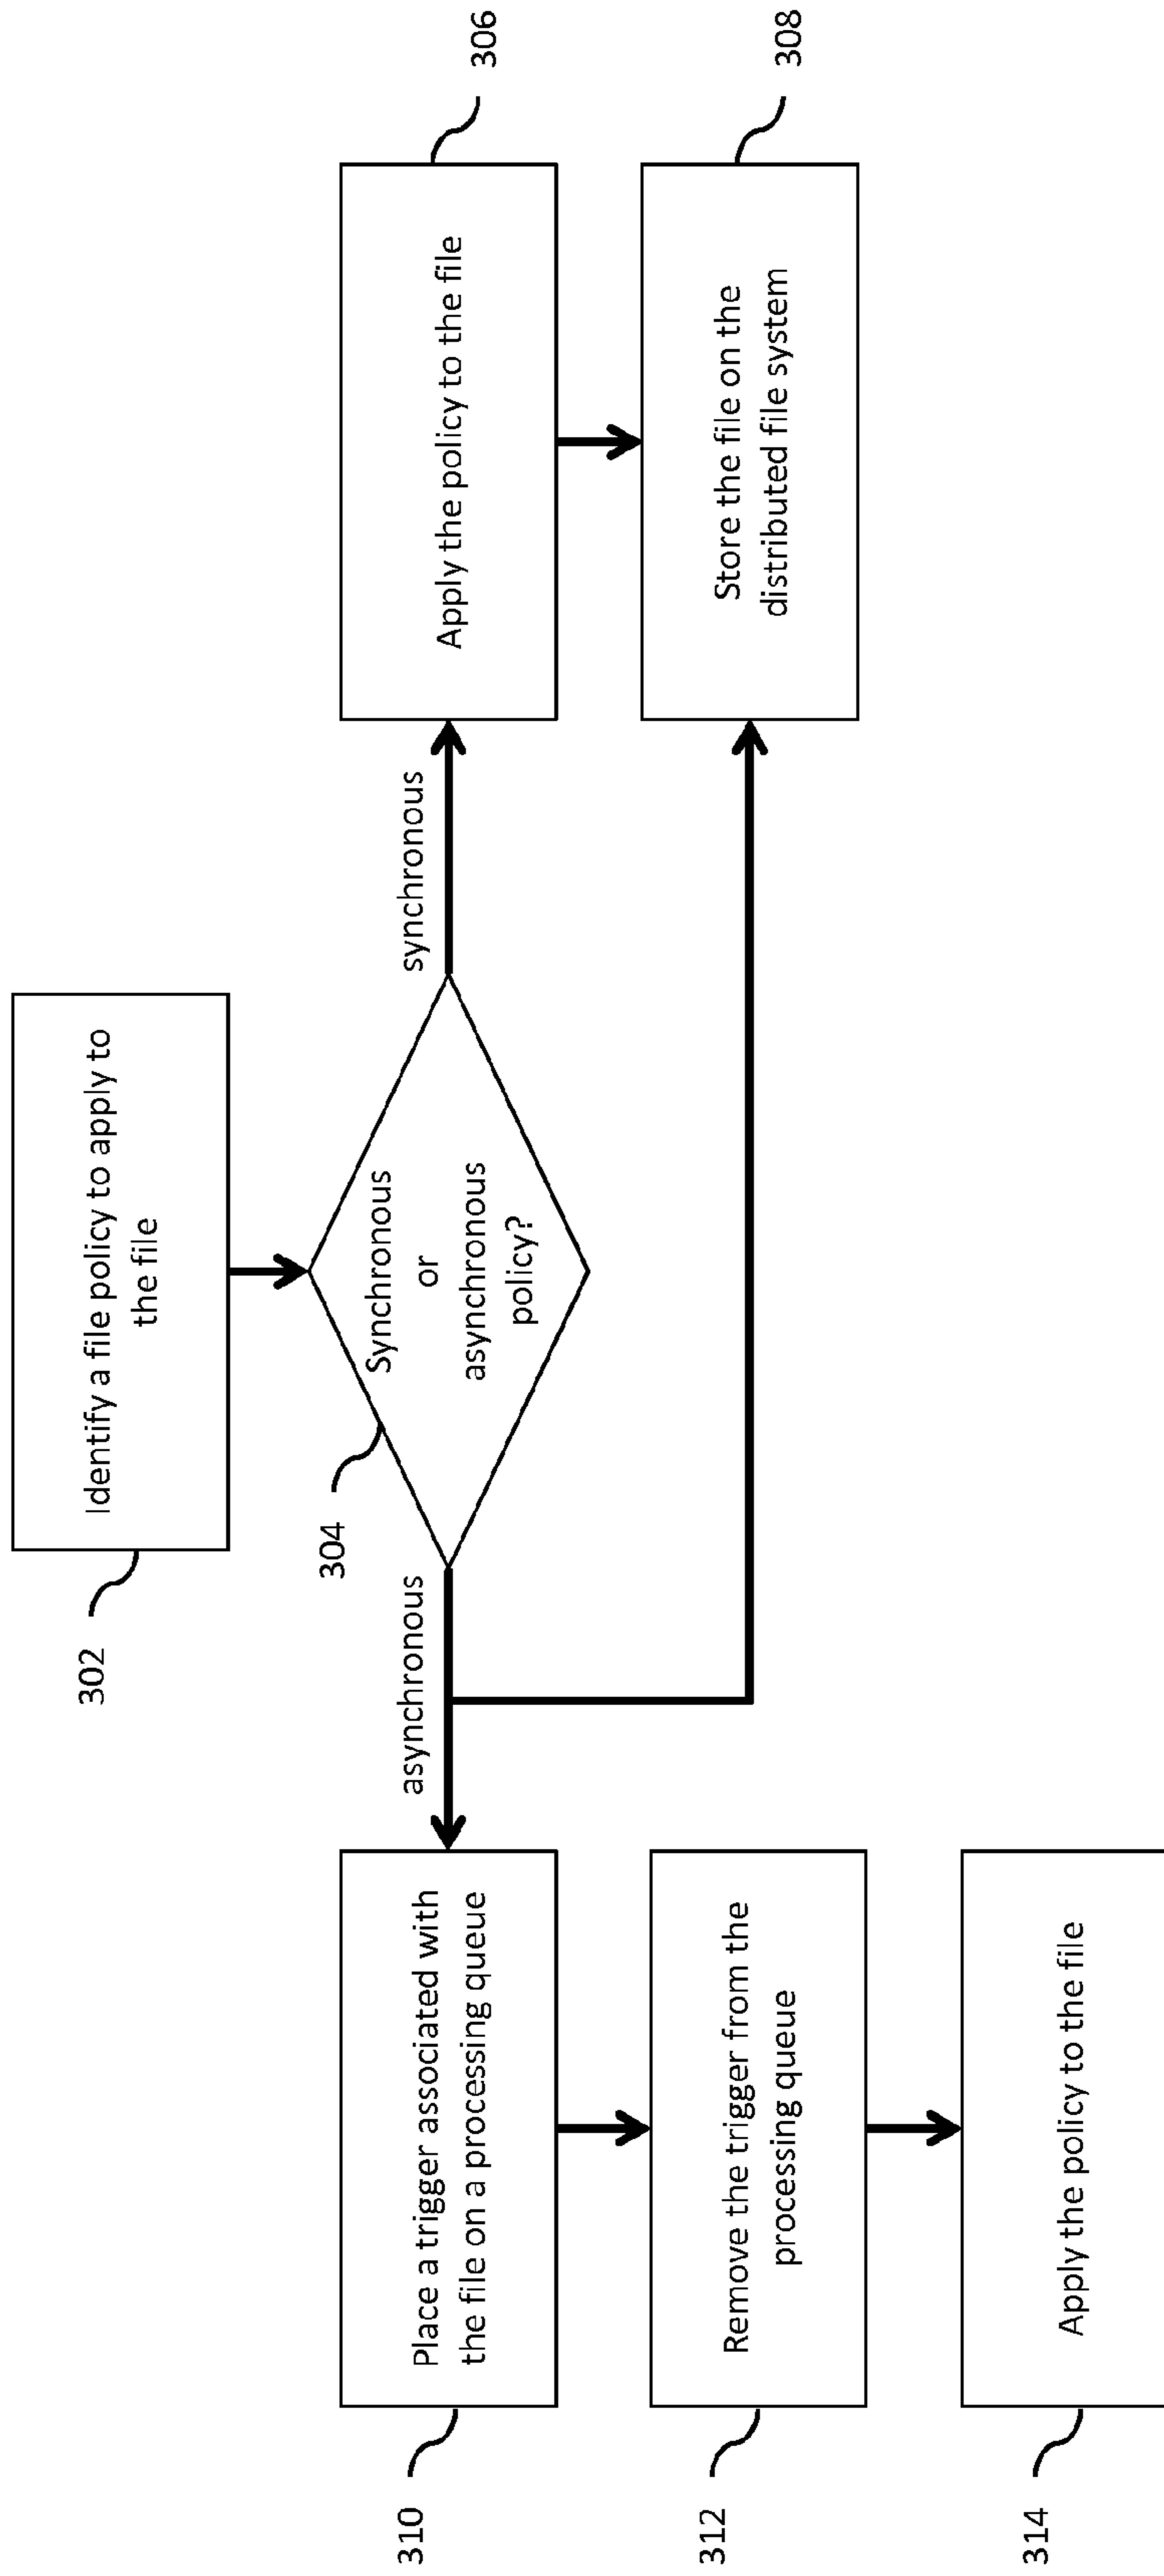 302
Identify a file policy to apply to
the file
304
Synchronous
or
asynchronous
policy?
asynchronous
synchronous
306
Apply the policy to the file
308
Store the file on the
distributed file system
310
Place a trigger associated with
the file on a processing queue
312
Remove the trigger from the
processing queue
314
Apply the policy to the file